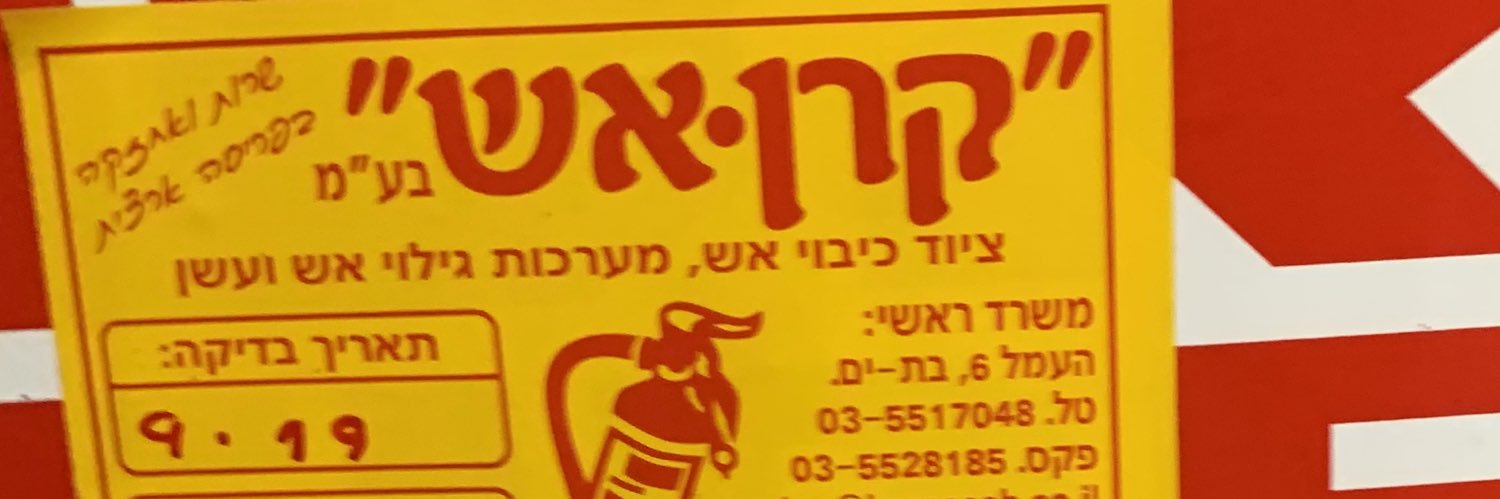 "קרן·אש"
בע"מ
שרות ואחזקה
בפריסה ארצית
ציוד כיבוי אש, מערכות גילוי אש ועשן
משרד ראשי:
העמל 6, בת-ים.
טל. 03-5517048
פקס. 03-5528185
תאריך בדיקה:
9.19